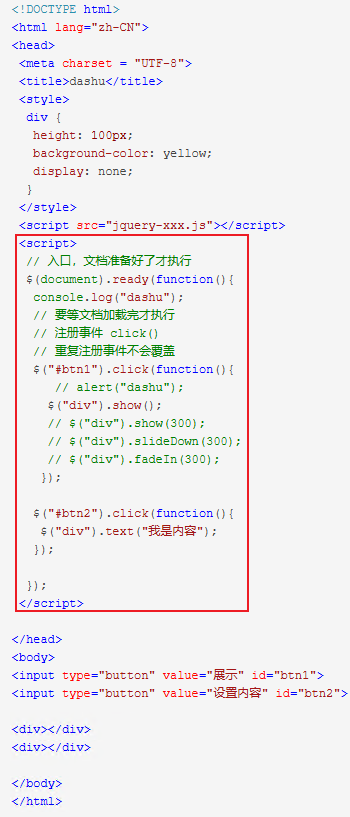 <!DOCTYPE html>
<html lang="zh-CN">
<head>
<meta charset = "UTF-8">
<title>dashu</title>
<style>
div {
height: 100px;
background-color: yellow;
display: none;
}
</style>
<script src="jquery-xxx.js"></script>
<script>
// 入口，文档准备好了才执行
$(document).ready(function(){
console.log("dashu");
// 要等文档加载完才执行
// 注册事件 click()
// 重复注册事件不会覆盖
$("#btn1").click(function(){
// alert("dashu");
$("div").show();
// $("div").show(300);
// $("div").slideDown(300);
// $("div").fadeIn(300);
});
$("#btn2").click(function(){
$("div").text("我是内容");
});
});
</script>
</head>
<body>
<input type="button" value="展示" id="btn1">
<input type="button" value="设置内容" id="btn2">
<div></div>
<div></div>
</body>
</html>